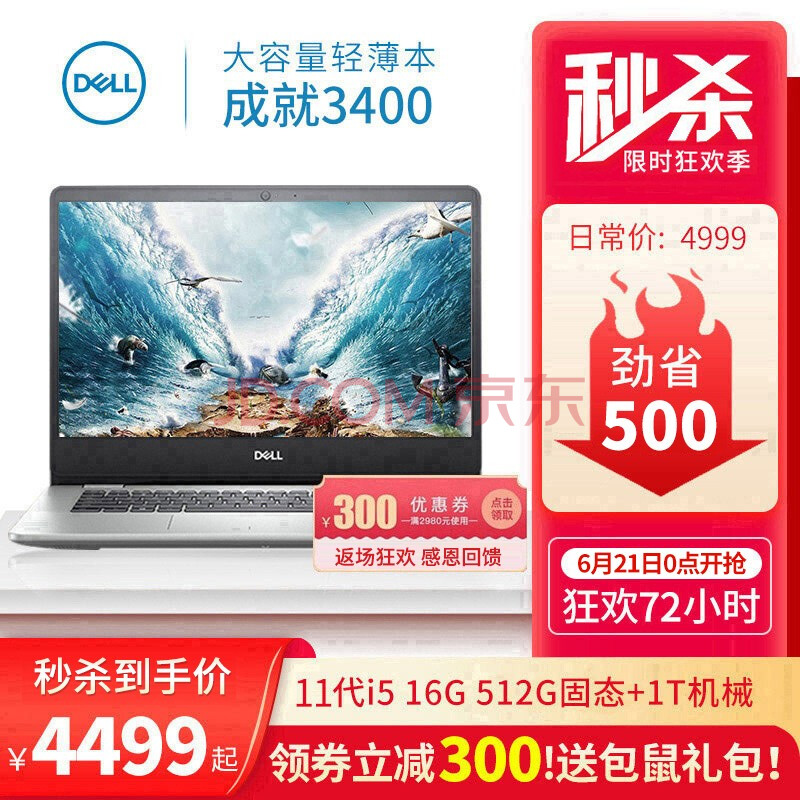 DELL
大容量轻薄本
成就3400
秒杀
限时狂欢季
日常价: 4999
劲省
500
DELL
JD.COM 京东
¥300 优惠券
满2980元使用
点击
领取
返场狂欢 感恩回馈
6月21日0点开抢
狂欢72小时
秒杀到手价
¥4499起
11代i5 16G 512G固态+1T机械
领券立减300!送包鼠礼包!